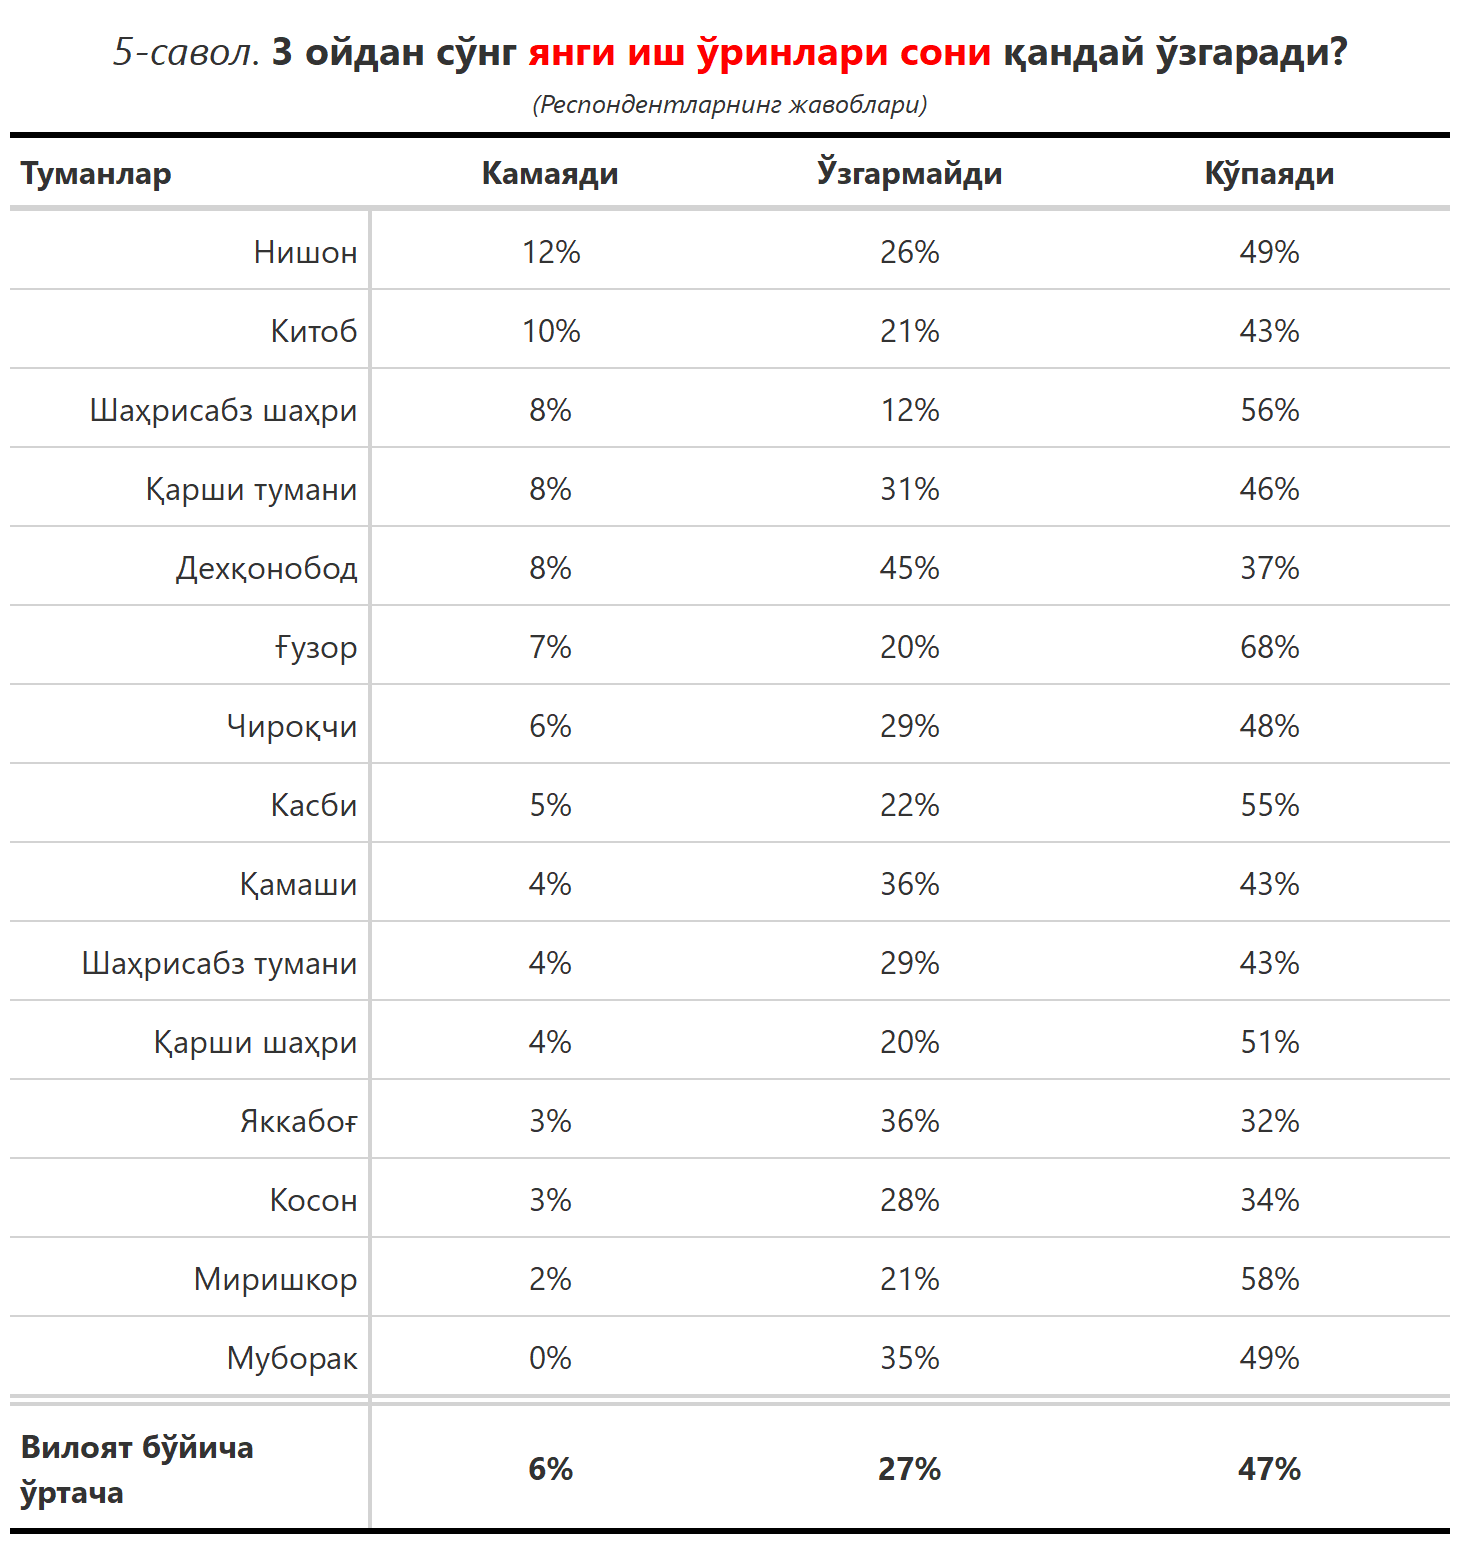 5-савол. 3 ойдан сўнг янги иш ўринлари сони қандай ўзгаради?
(Респондентларнинг жавоблари)
Туманлар Камаяди Ўзгармайди Кўпаяди
Нишон 12% 26% 49%
Китоб 10% 21% 43%
Шаҳрисабз шаҳри 8% 12% 56%
Қарши тумани 8% 31% 46%
Дехқонобод 8% 45% 37%
Ғузор 7% 20% 68%
Чироқчи 6% 29% 48%
Касби 5% 22% 55%
Қамаши 4% 36% 43%
Шаҳрисабз тумани 4% 29% 43%
Қарши шаҳри 4% 20% 51%
Яккабоғ 3% 36% 32%
Косон 3% 28% 34%
Миришкор 2% 21% 58%
Муборак 0% 35% 49%
Вилоят бўйича
ўртача 6% 27% 47%